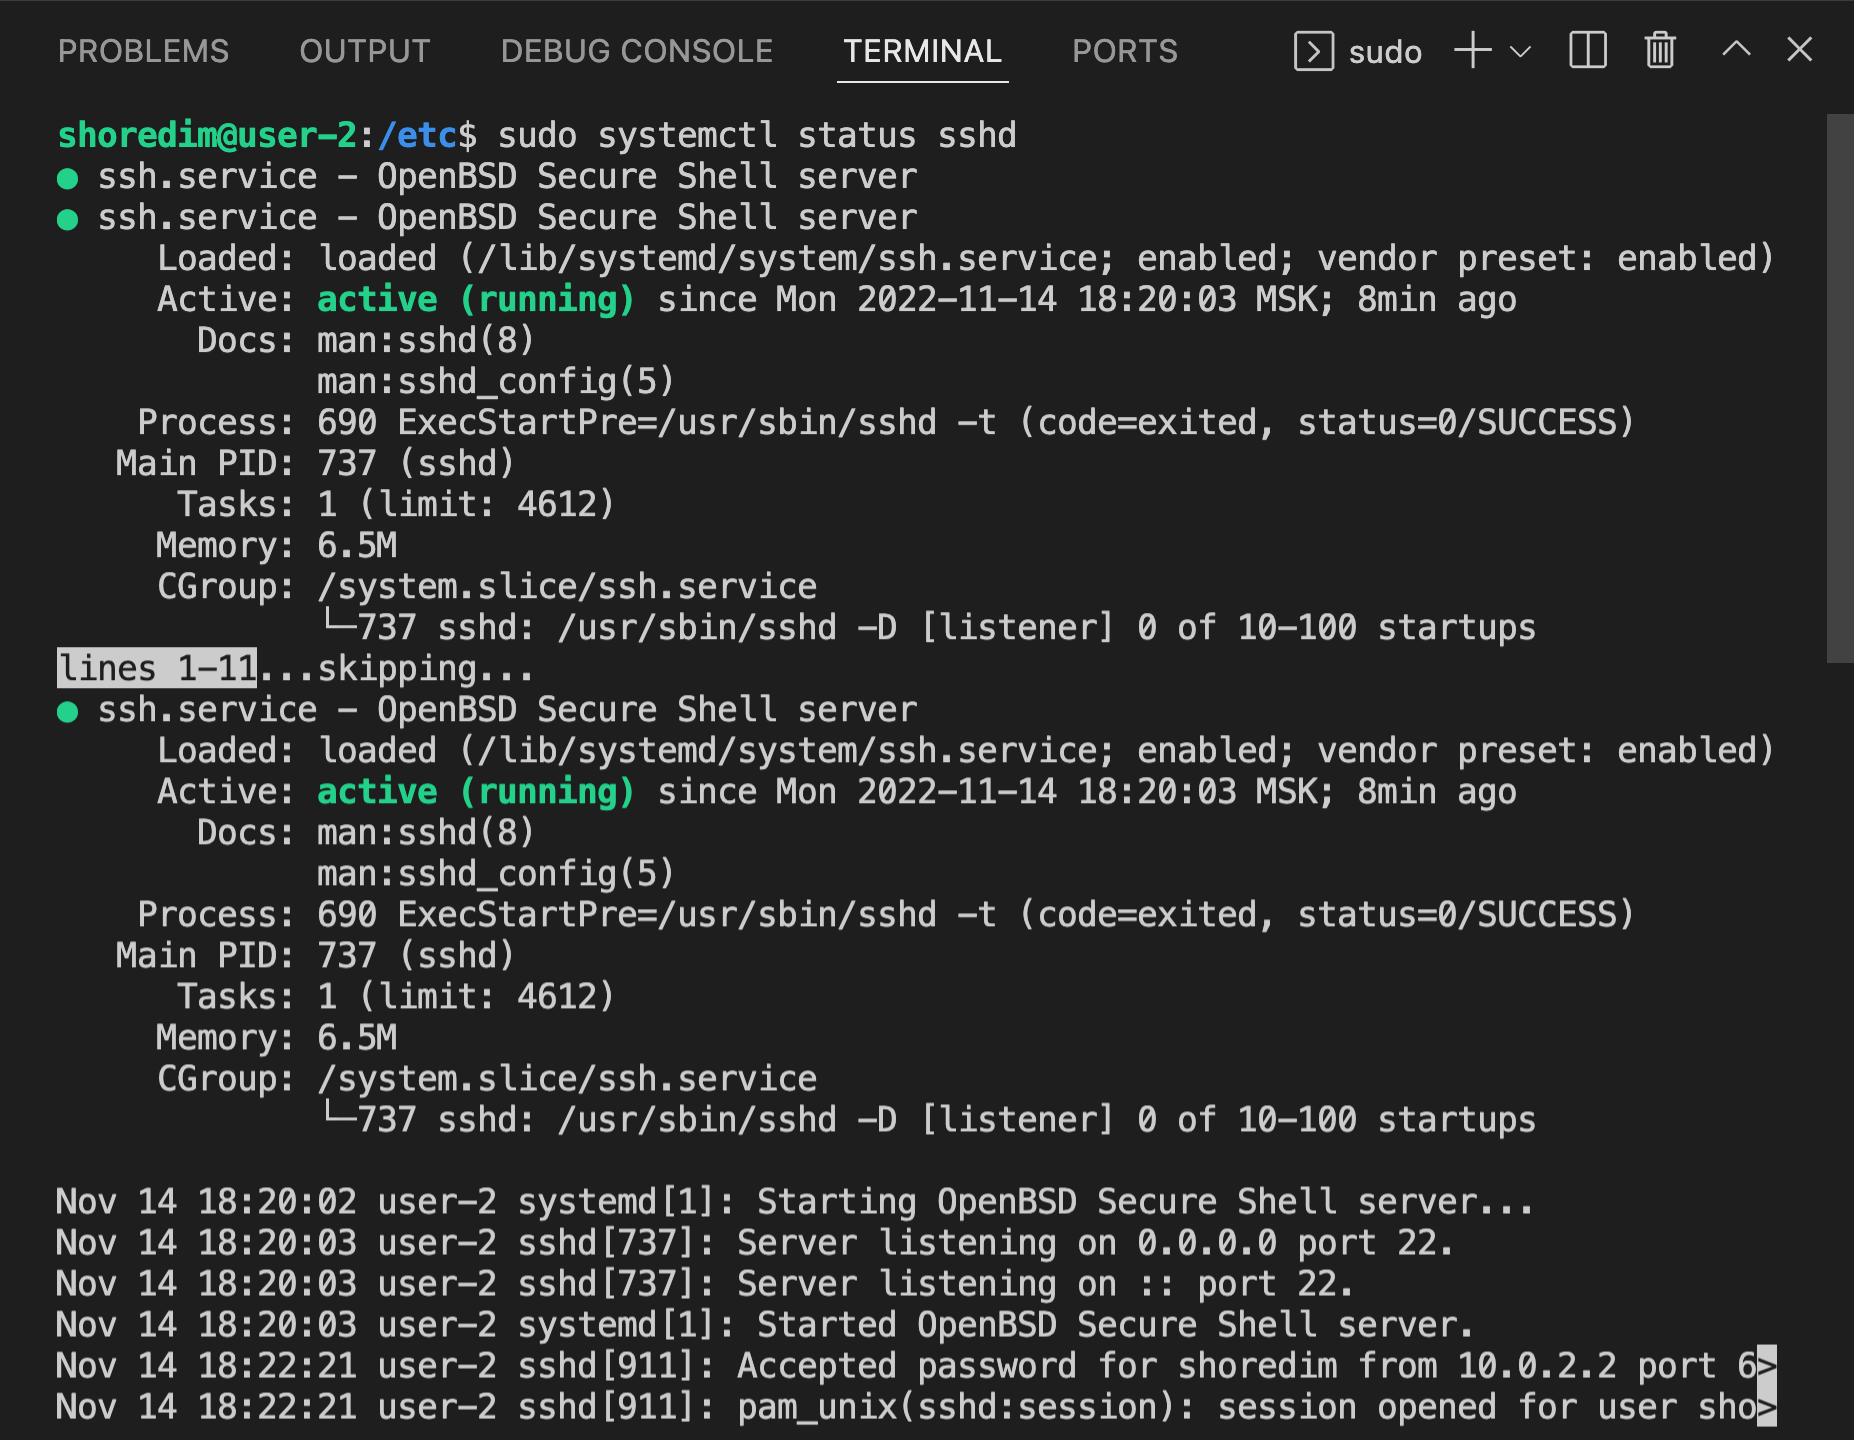 PROBLEMS OUTPUT DEBUG CONSOLE TERMINAL PORTS sudo
shoredim@user-2:/etc$ sudo systemctl status sshd
● ssh.service - OpenBSD Secure Shell server
● ssh.service - OpenBSD Secure Shell server
     Loaded: loaded (/lib/systemd/system/ssh.service; enabled; vendor preset: enabled)
     Active: active (running) since Mon 2022-11-14 18:20:03 MSK; 8min ago
       Docs: man:sshd(8)
             man:sshd_config(5)
    Process: 690 ExecStartPre=/usr/sbin/sshd -t (code=exited, status=0/SUCCESS)
   Main PID: 737 (sshd)
      Tasks: 1 (limit: 4612)
     Memory: 6.5M
     CGroup: /system.slice/ssh.service
             └─737 sshd: /usr/sbin/sshd -D [listener] 0 of 10-100 startups
lines 1-11...skipping...
● ssh.service - OpenBSD Secure Shell server
     Loaded: loaded (/lib/systemd/system/ssh.service; enabled; vendor preset: enabled)
     Active: active (running) since Mon 2022-11-14 18:20:03 MSK; 8min ago
       Docs: man:sshd(8)
             man:sshd_config(5)
    Process: 690 ExecStartPre=/usr/sbin/sshd -t (code=exited, status=0/SUCCESS)
   Main PID: 737 (sshd)
      Tasks: 1 (limit: 4612)
     Memory: 6.5M
     CGroup: /system.slice/ssh.service
             └─737 sshd: /usr/sbin/sshd -D [listener] 0 of 10-100 startups

Nov 14 18:20:02 user-2 systemd[1]: Starting OpenBSD Secure Shell server...
Nov 14 18:20:03 user-2 sshd[737]: Server listening on 0.0.0.0 port 22.
Nov 14 18:20:03 user-2 sshd[737]: Server listening on :: port 22.
Nov 14 18:20:03 user-2 systemd[1]: Started OpenBSD Secure Shell server.
Nov 14 18:22:21 user-2 sshd[911]: Accepted password for shoredim from 10.0.2.2 port 6>
Nov 14 18:22:21 user-2 sshd[911]: pam_unix(sshd:session): session opened for user sho>